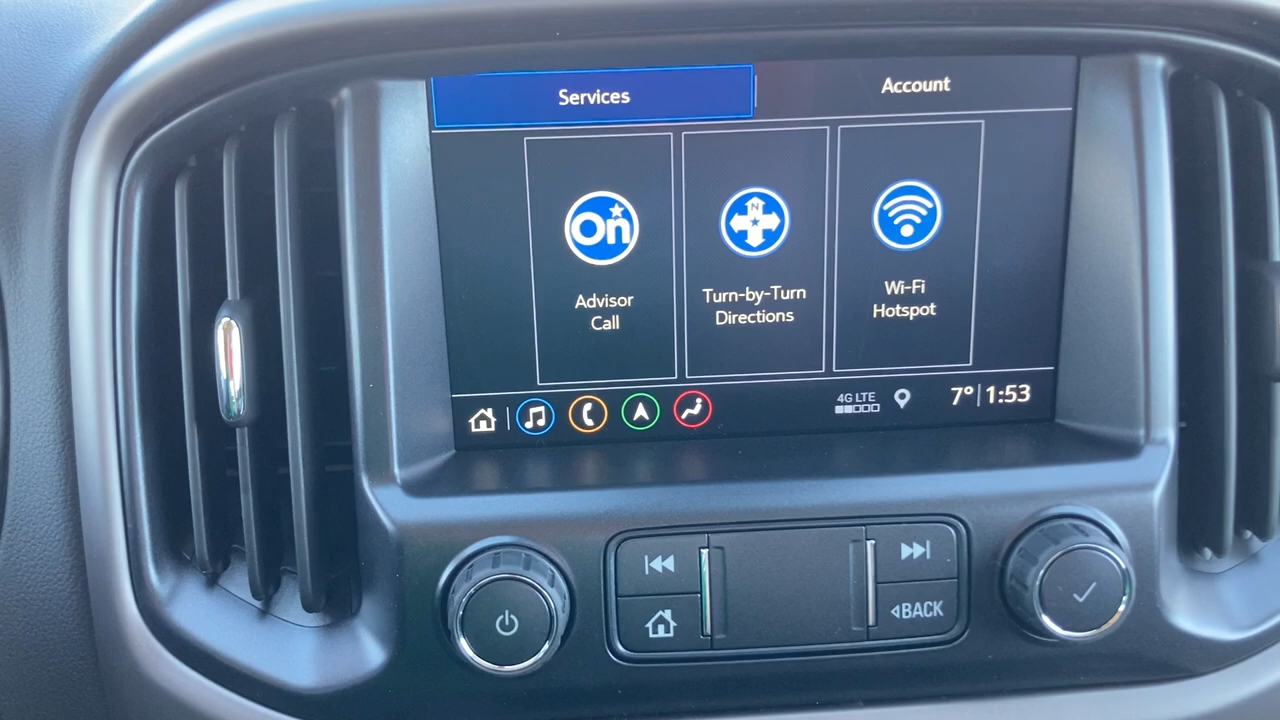 Services
Account
On
N
Advisor
Call
Turn-by-Turn
Directions
Wi-Fi
Hotspot
4G LTE
7° 1:53
BACK